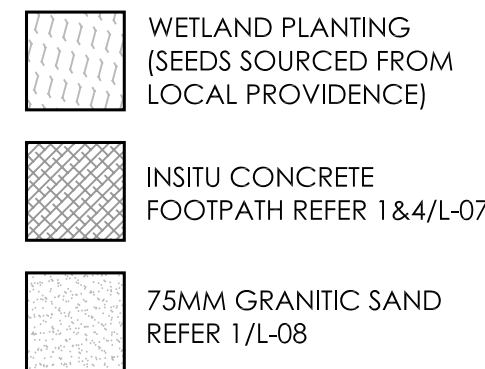 WETLAND PLANTING
(SEEDS SOURCED FROM
LOCAL PROVIDENCE)
INSITU CONCRETE
FOOTPATH REFER 1&4/L-07
75MM GRANITIC SAND
REFER 1/L-08